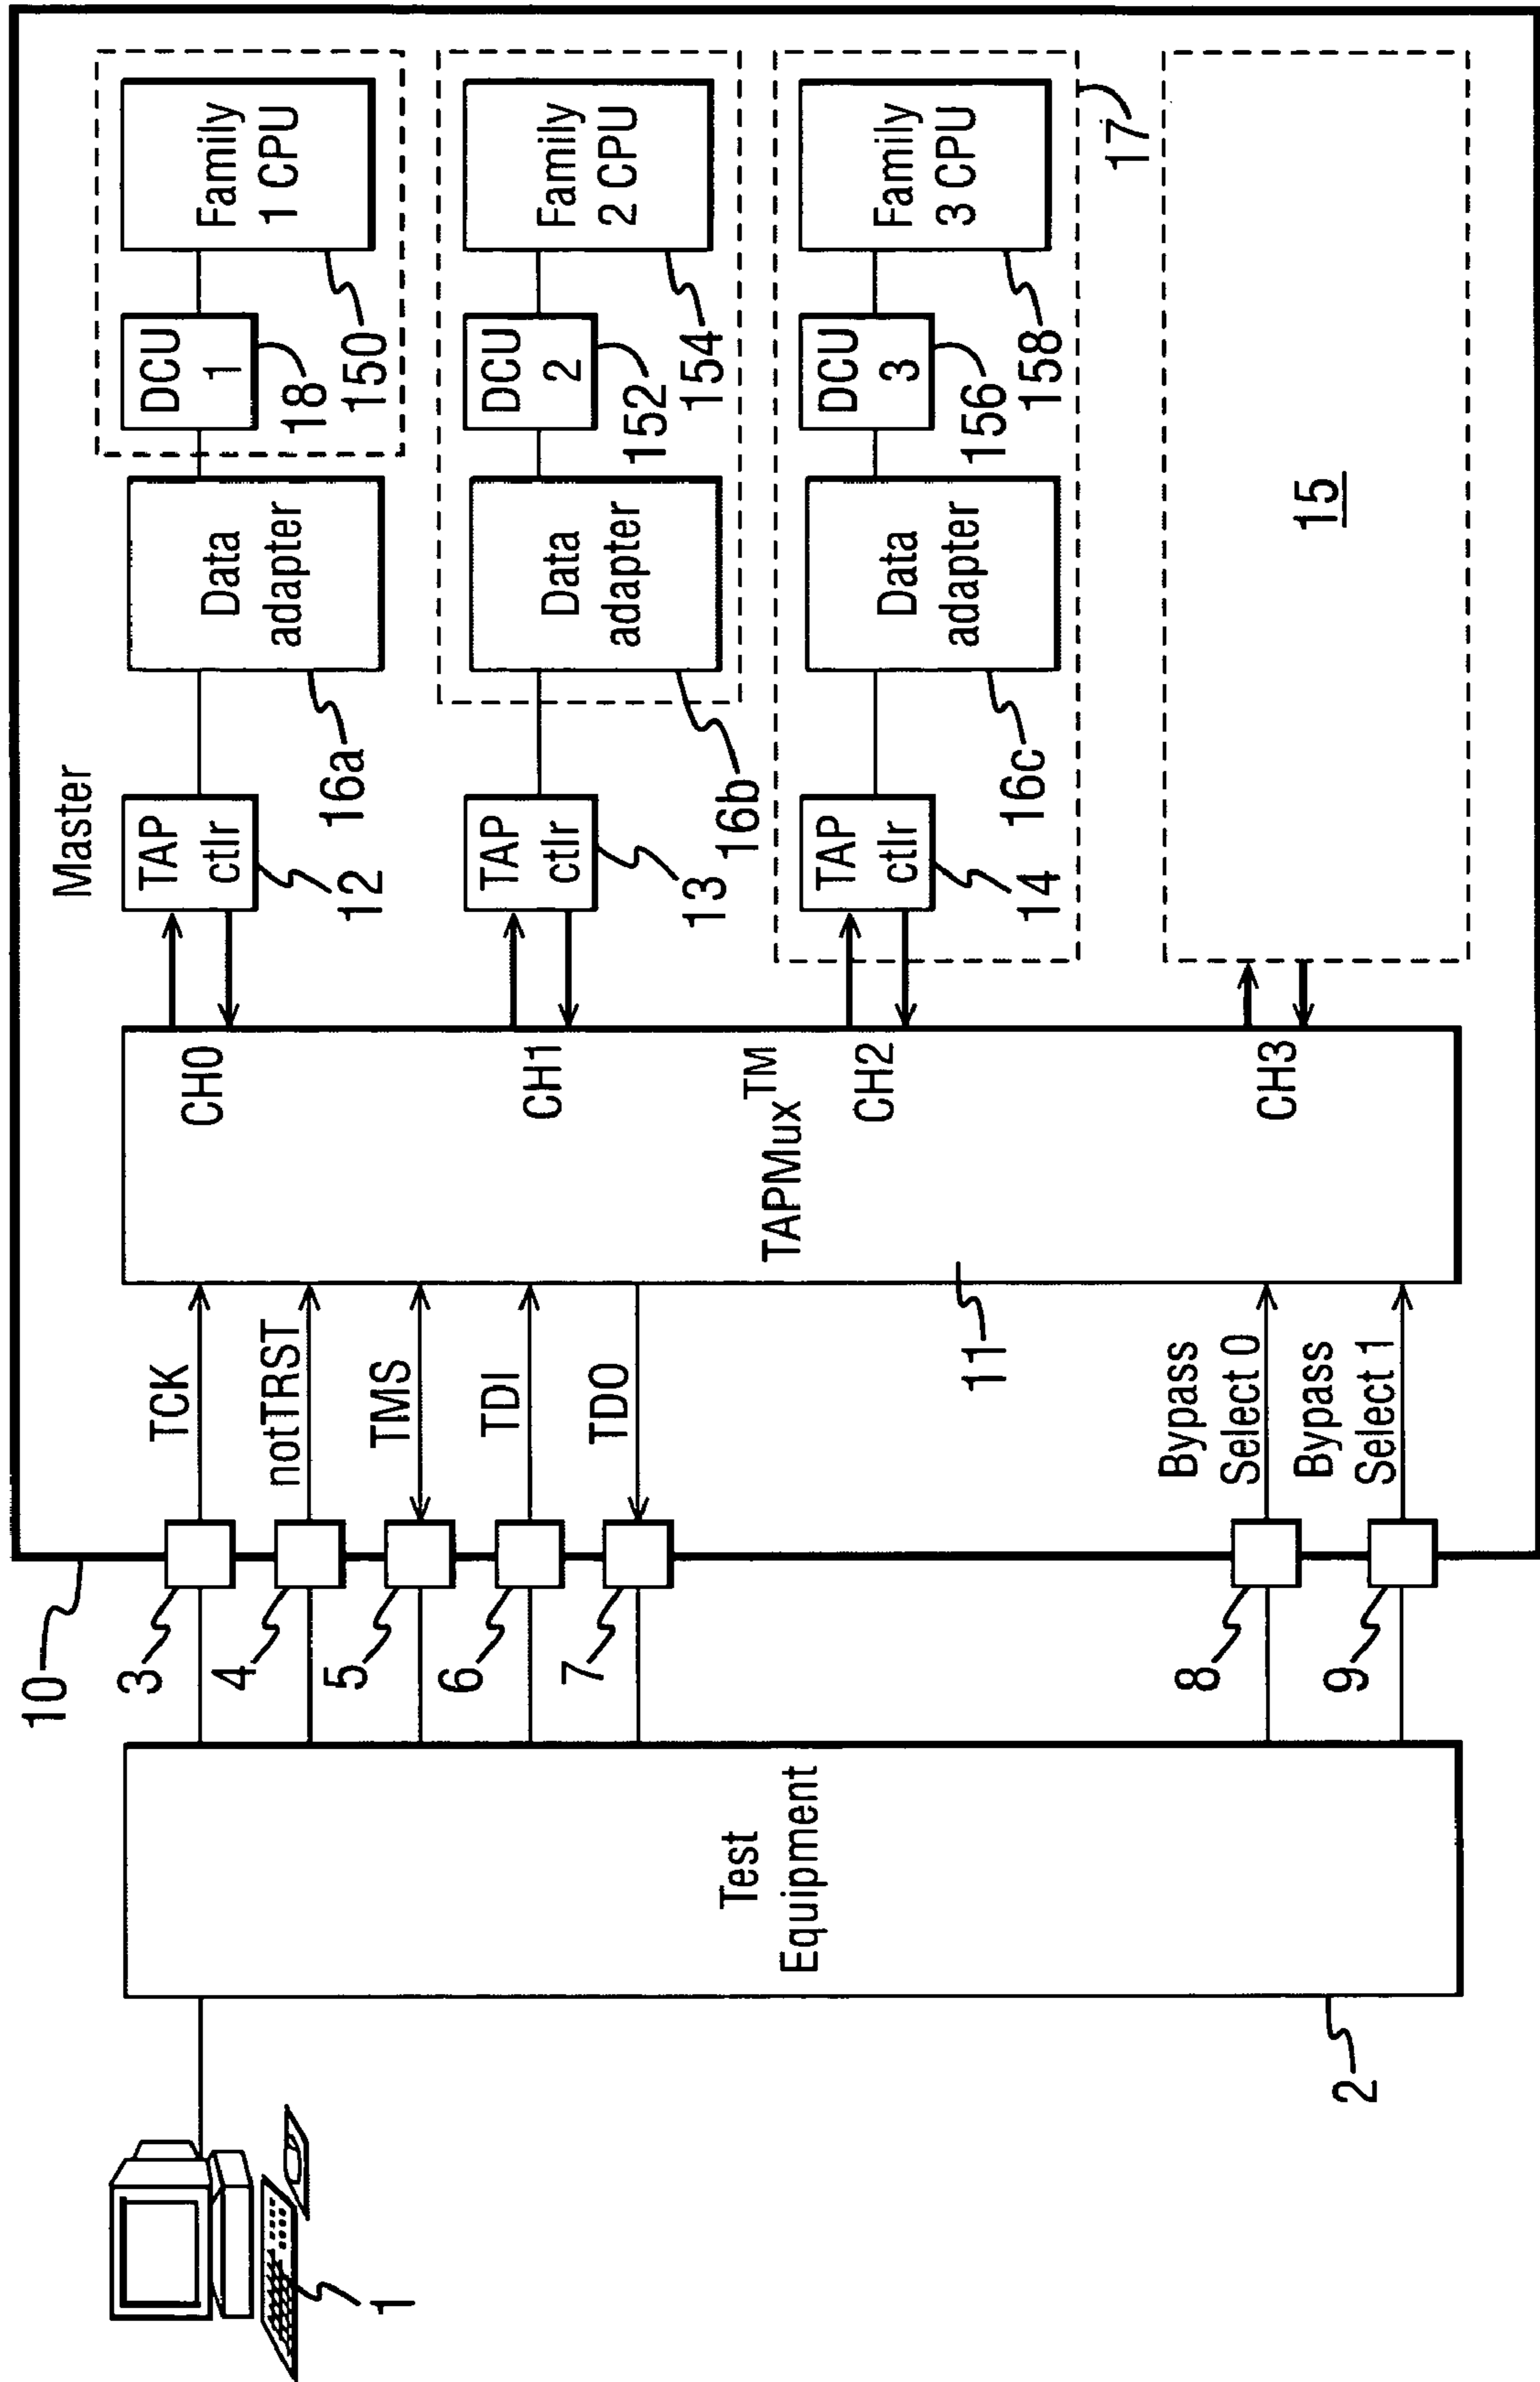 Master
TAP
ctlr
12
Data
adapter
16a
DCU
1
18
Family
1 CPU
150
TAP
ctlr
13
Data
adapter
16b
DCU
2
152
Family
2 CPU
154
TAP
ctlr
14
Data
adapter
16c
DCU
3
156
Family
3 CPU
158
17
15
CH0
CH1
TAPMux™
CH2
CH3
11
TCK
notTRST
TMS
TDI
TDO
Bypass
Select 0
Bypass
Select 1
10
3
4
5
6
7
8
9
Test
Equipment
2
1